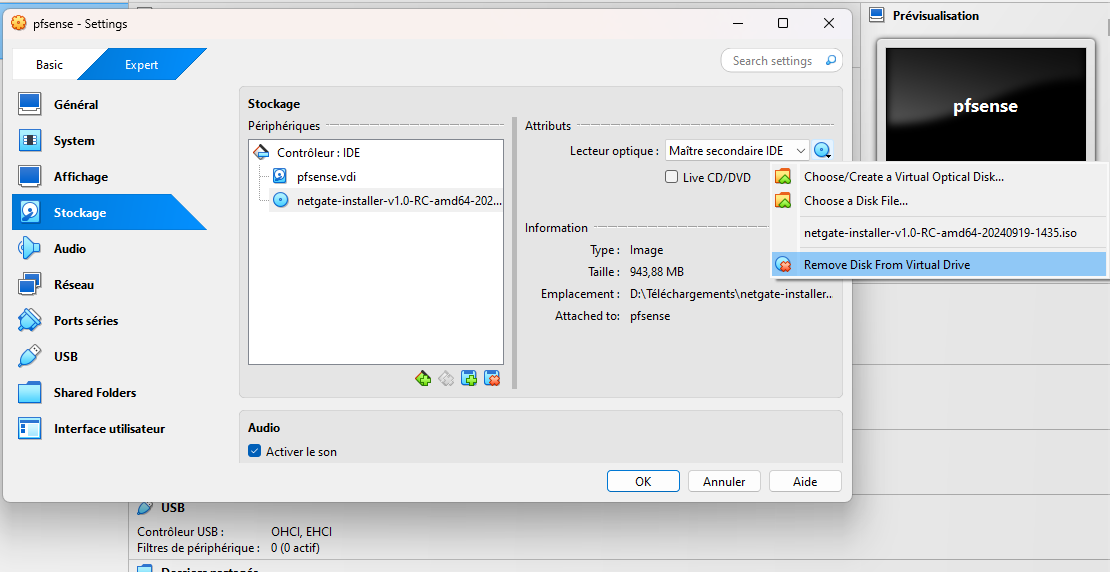 pfsense - Settings
Basic
Expert
Search settings
Général
System
Affichage
Stockage
Audio
Réseau
Ports séries
USB
Shared Folders
Interface utilisateur
Stockage
Périphériques
Contrôleur : IDE
pfsense.vdi
netgate-installer-v1.0-RC-amd64-202...
Attributs
Lecteur optique : Maître secondaire IDE
Live CD/DVD
Information
Type : Image
Taille : 943,88 MB
Emplacement : D:\Téléchargements\netgate-installer...
Attached to: pfsense
Choose/Create a Virtual Optical Disk...
Choose a Disk File...
netgate-installer-v1.0-RC-amd64-20240919-1435.iso
Remove Disk From Virtual Drive
Audio
Activer le son
OK
Annuler
Aide
Prévisualisation
pfsense
USB
Contrôleur USB : OHCI, EHCI
Filtres de périphérique : 0 (0 actif)